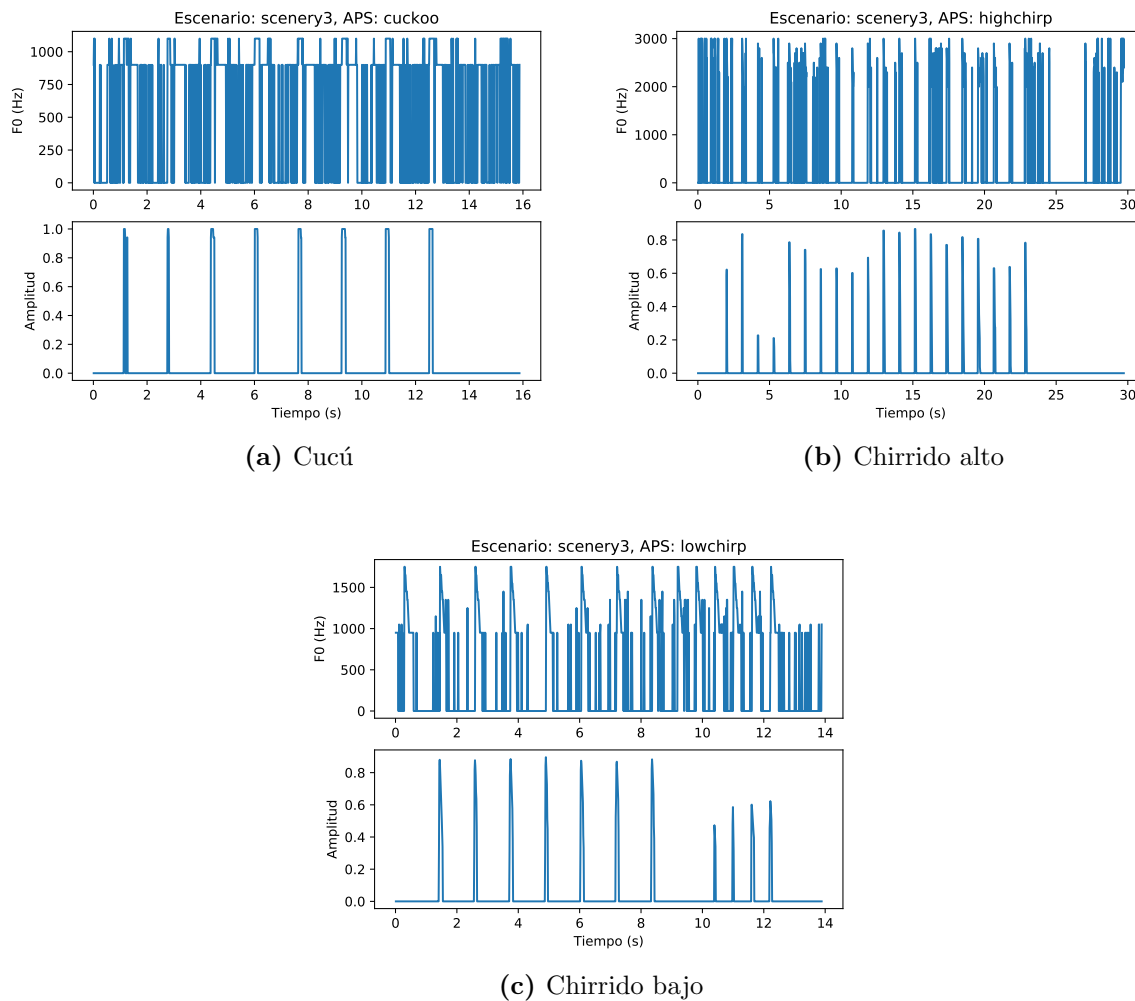 Escenario: scenery3, APS: cuckoo
F0 (Hz)
1000
750
500
250
0
0 2 4 6 8 10 12 14 16
Amplitud
1.0
0.8
0.6
0.4
0.2
0.0
0 2 4 6 8 10 12 14 16
Tiempo (s)
(a) Cucú
Escenario: scenery3, APS: highchirp
F0 (Hz)
3000
2000
1000
0
0 5 10 15 20 25 30
Amplitud
0.8
0.6
0.4
0.2
0.0
0 5 10 15 20 25 30
Tiempo (s)
(b) Chirrido alto
Escenario: scenery3, APS: lowchirp
F0 (Hz)
1500
1000
500
0
0 2 4 6 8 10 12 14
Amplitud
0.8
0.6
0.4
0.2
0.0
0 2 4 6 8 10 12 14
Tiempo (s)
(c) Chirrido bajo